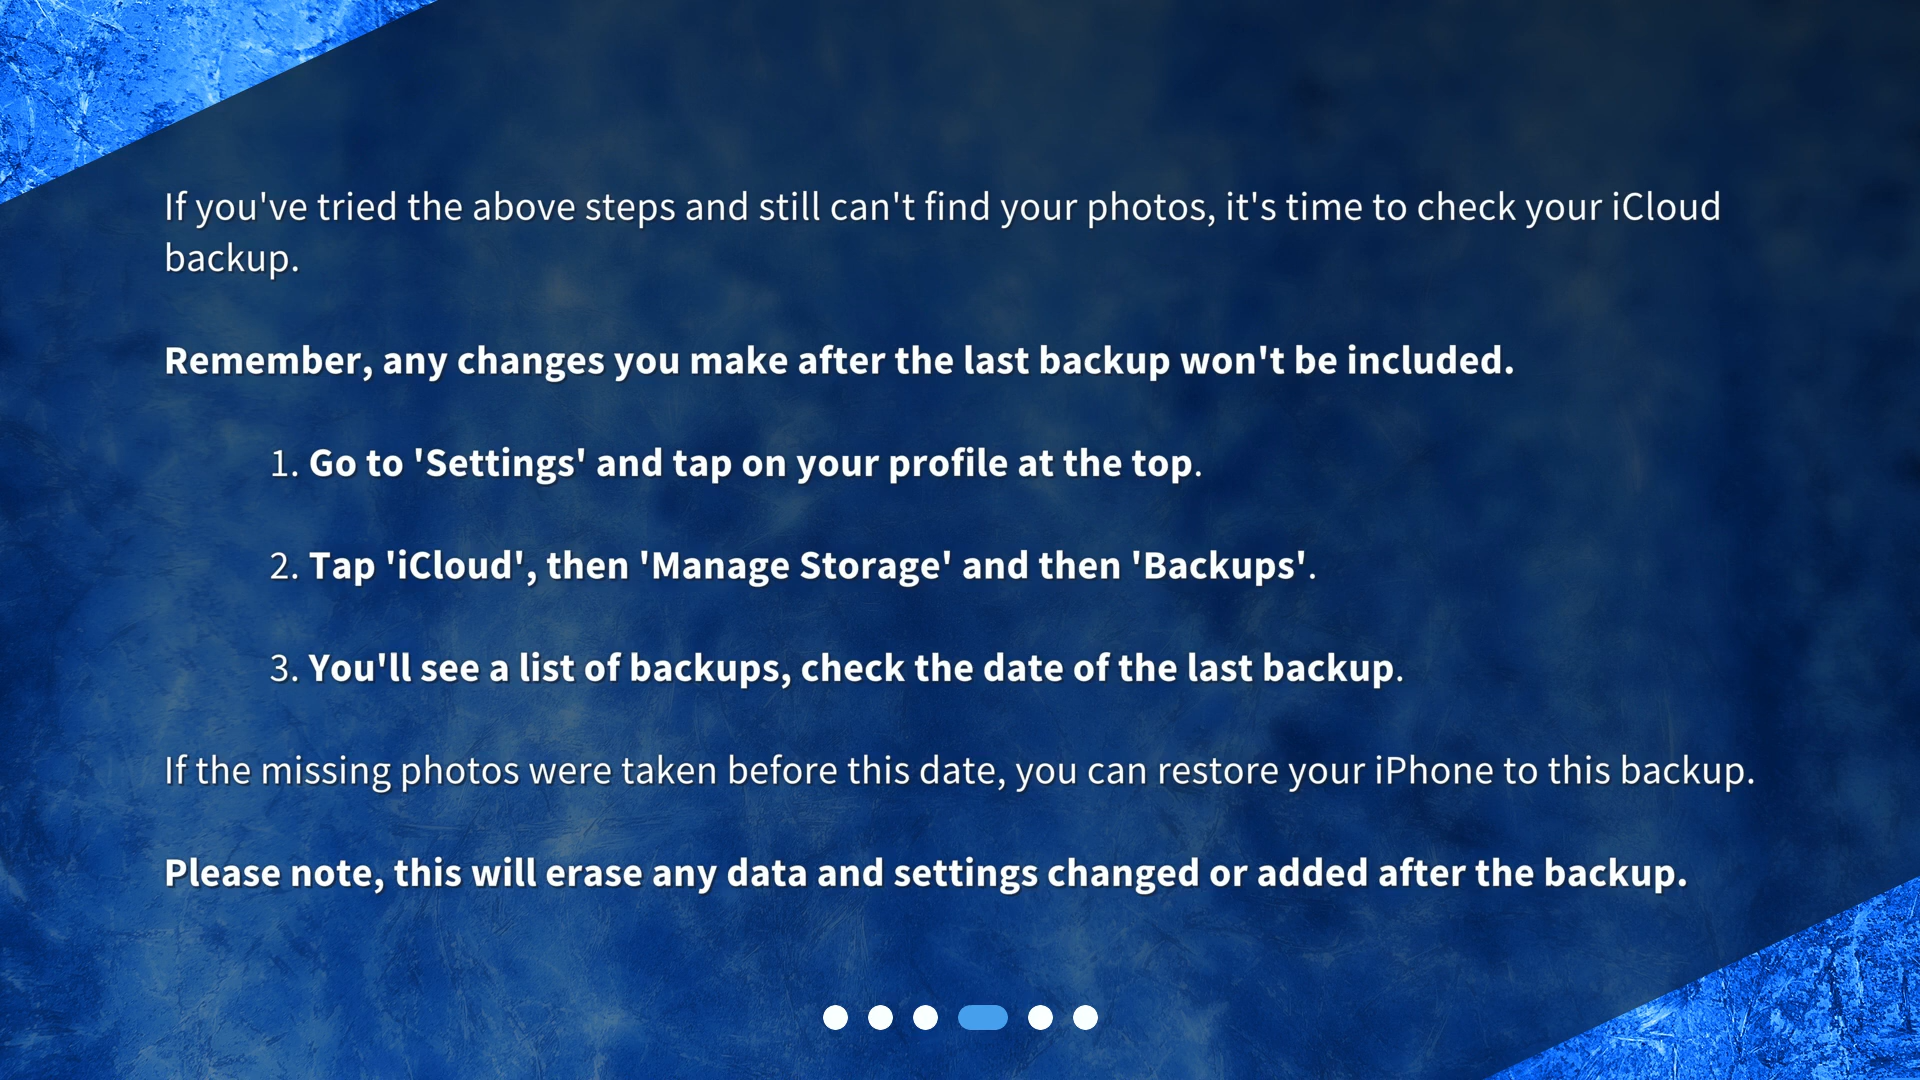 If you've tried the above steps and still can't find your photos, it's time to check your iCloud
backup.
Remember, any changes you make after the last backup won't be included.
1. Go to 'Settings' and tap on your profile at the top.
2. Tap 'iCloud', then 'Manage Storage' and then 'Backups'.
3. You'll see a list of backups, check the date of the last backup.
If the missing photos were taken before this date, you can restore your iPhone to this backup.
Please note, this will erase any data and settings changed or added after the backup.